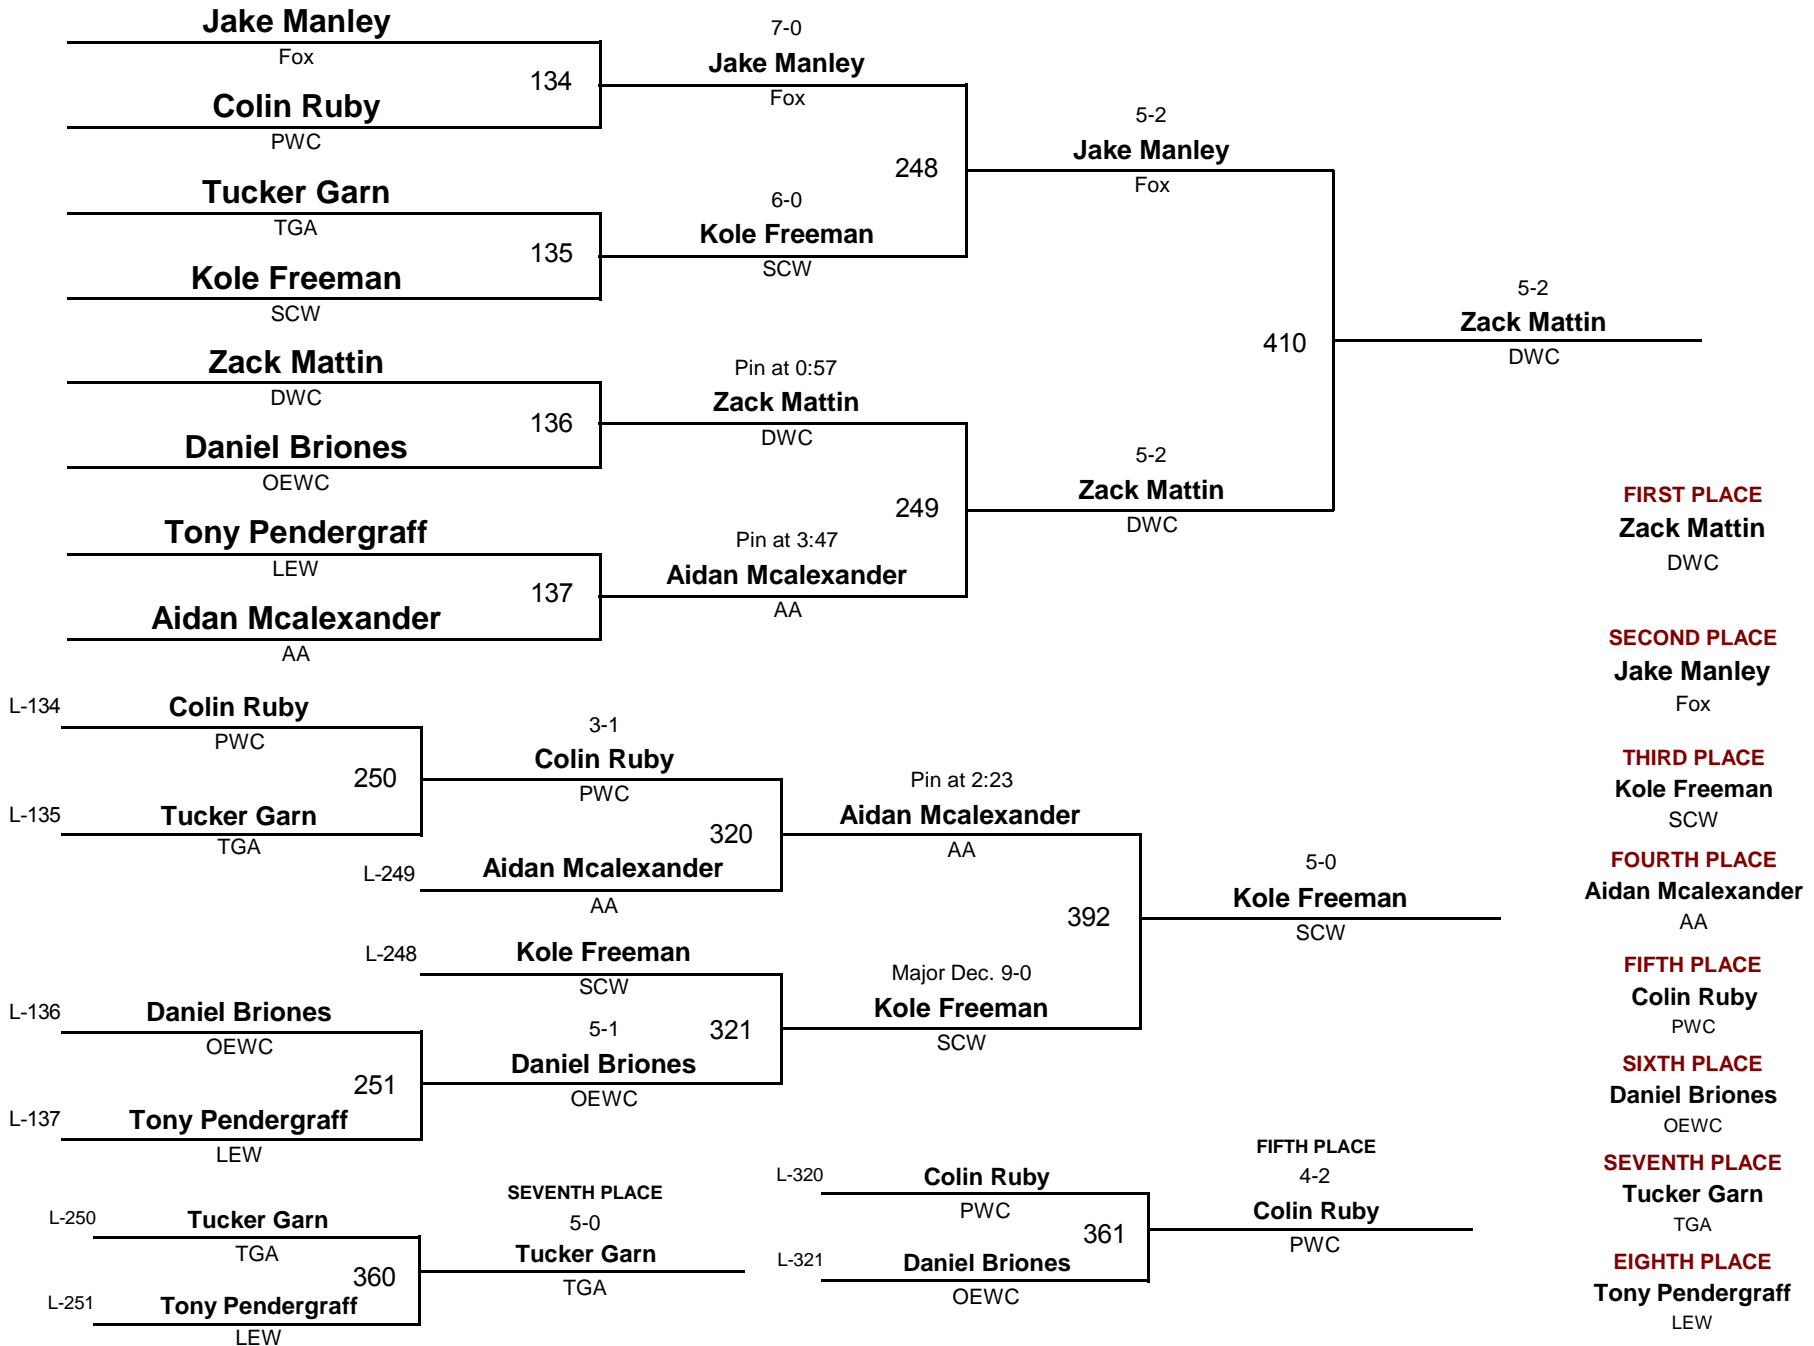 Jake Manley
Fox
134
Colin Ruby
PWC
Tucker Garn
TGA
135
Kole Freeman
SCW
Zack Mattin
DWC
136
Daniel Briones
OEWC
Tony Pendergraff
LEW
137
Aidan Mcalexander
AA
7-0
Jake Manley
Fox
248
6-0
Kole Freeman
SCW
Pin at 0:57
Zack Mattin
DWC
249
Pin at 3:47
Aidan Mcalexander
AA
5-2
Jake Manley
Fox
410
5-2
Zack Mattin
DWC
5-2
Zack Mattin
DWC
L-134
Colin Ruby
PWC
250
L-135
Tucker Garn
TGA
3-1
Colin Ruby
PWC
320
L-249
Aidan Mcalexander
AA
L-248
Kole Freeman
SCW
321
5-1
Daniel Briones
OEWC
L-136
Daniel Briones
OEWC
251
L-137
Tony Pendergraff
LEW
Pin at 2:23
Aidan Mcalexander
AA
392
Major Dec. 9-0
Kole Freeman
SCW
5-0
Kole Freeman
SCW
L-250
Tucker Garn
TGA
360
L-251
Tony Pendergraff
LEW
SEVENTH PLACE
5-0
Tucker Garn
TGA
L-320
Colin Ruby
PWC
361
L-321
Daniel Briones
OEWC
FIFTH PLACE
4-2
Colin Ruby
PWC
FIRST PLACE
Zack Mattin
DWC
SECOND PLACE
Jake Manley
Fox
THIRD PLACE
Kole Freeman
SCW
FOURTH PLACE
Aidan Mcalexander
AA
FIFTH PLACE
Colin Ruby
PWC
SIXTH PLACE
Daniel Briones
OEWC
SEVENTH PLACE
Tucker Garn
TGA
EIGHTH PLACE
Tony Pendergraff
LEW